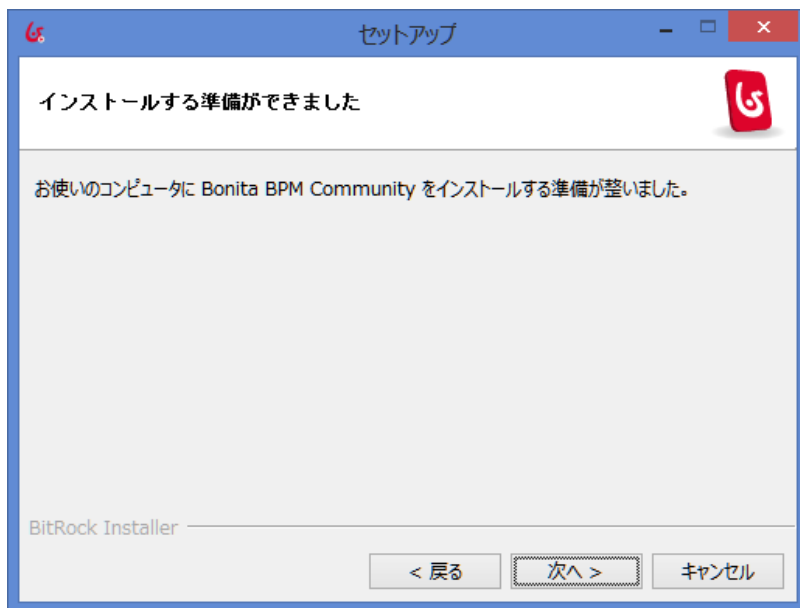 セットアップ
インストールする準備ができました
お使いのコンピュータに Bonita BPM Community をインストールする準備が整いました。
BitRock Installer
< 戻る
次へ >
キャンセル